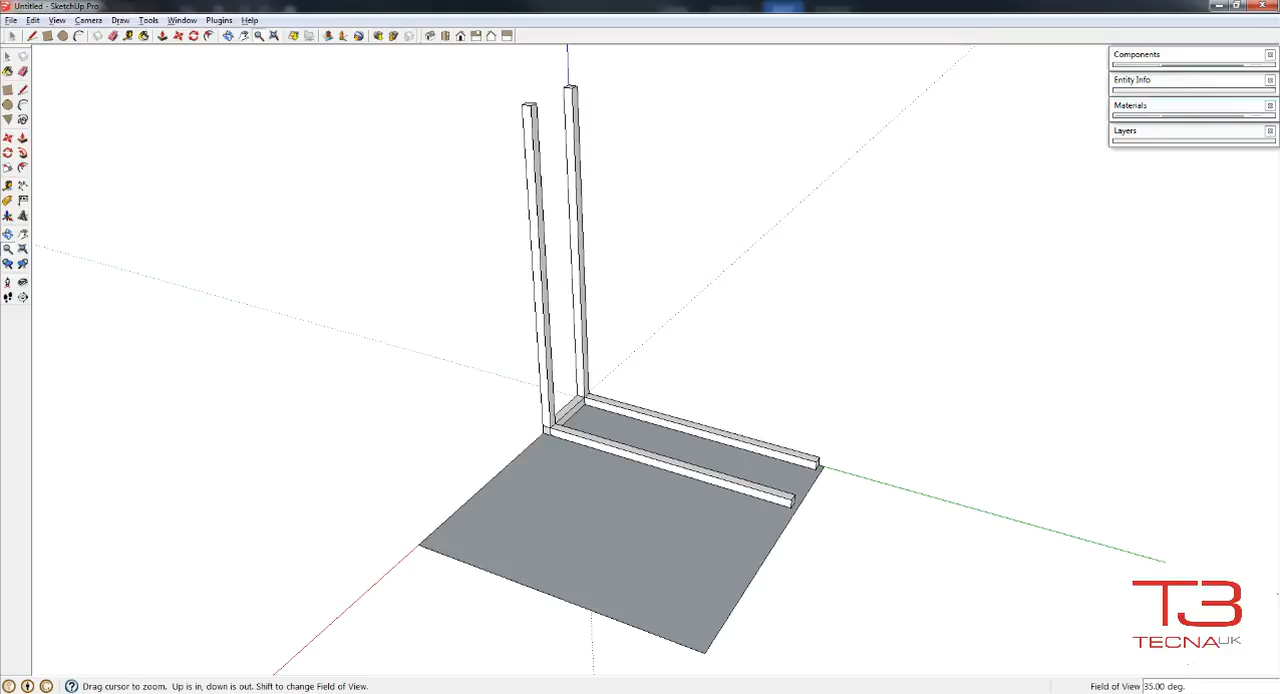 Untitled - SketchUp Pro
File Edit View Camera Draw Tools Window Plugins Help
Components
Entity Info
Materials
Layers
T3
TECNA UK
Drag cursor to zoom. Up is in, down is out. Shift to change Field of View.
Field of View 35.00 deg.